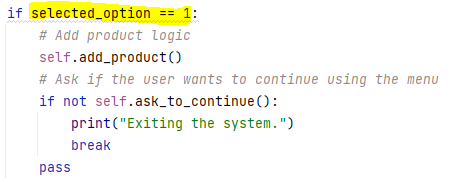 if selected_option == 1:
    # Add product logic
    self.add_product()
    # Ask if the user wants to continue using the menu
    if not self.ask_to_continue():
        print("Exiting the system.")
        break
    pass